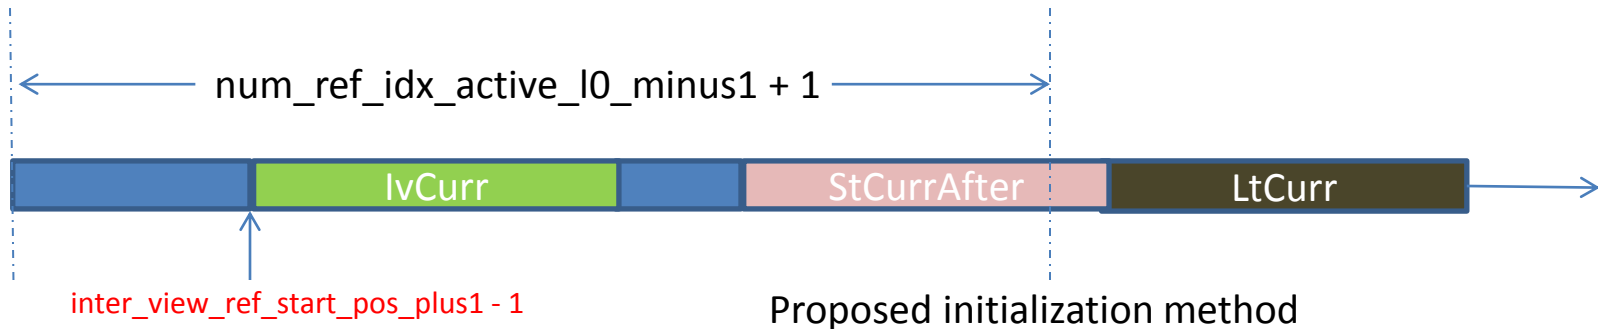 num_ref_idx_active_l0_minus1 + 1
IvCurr
StCurrAfter
LtCurr
inter_view_ref_start_pos_plus1 - 1
Proposed initialization method